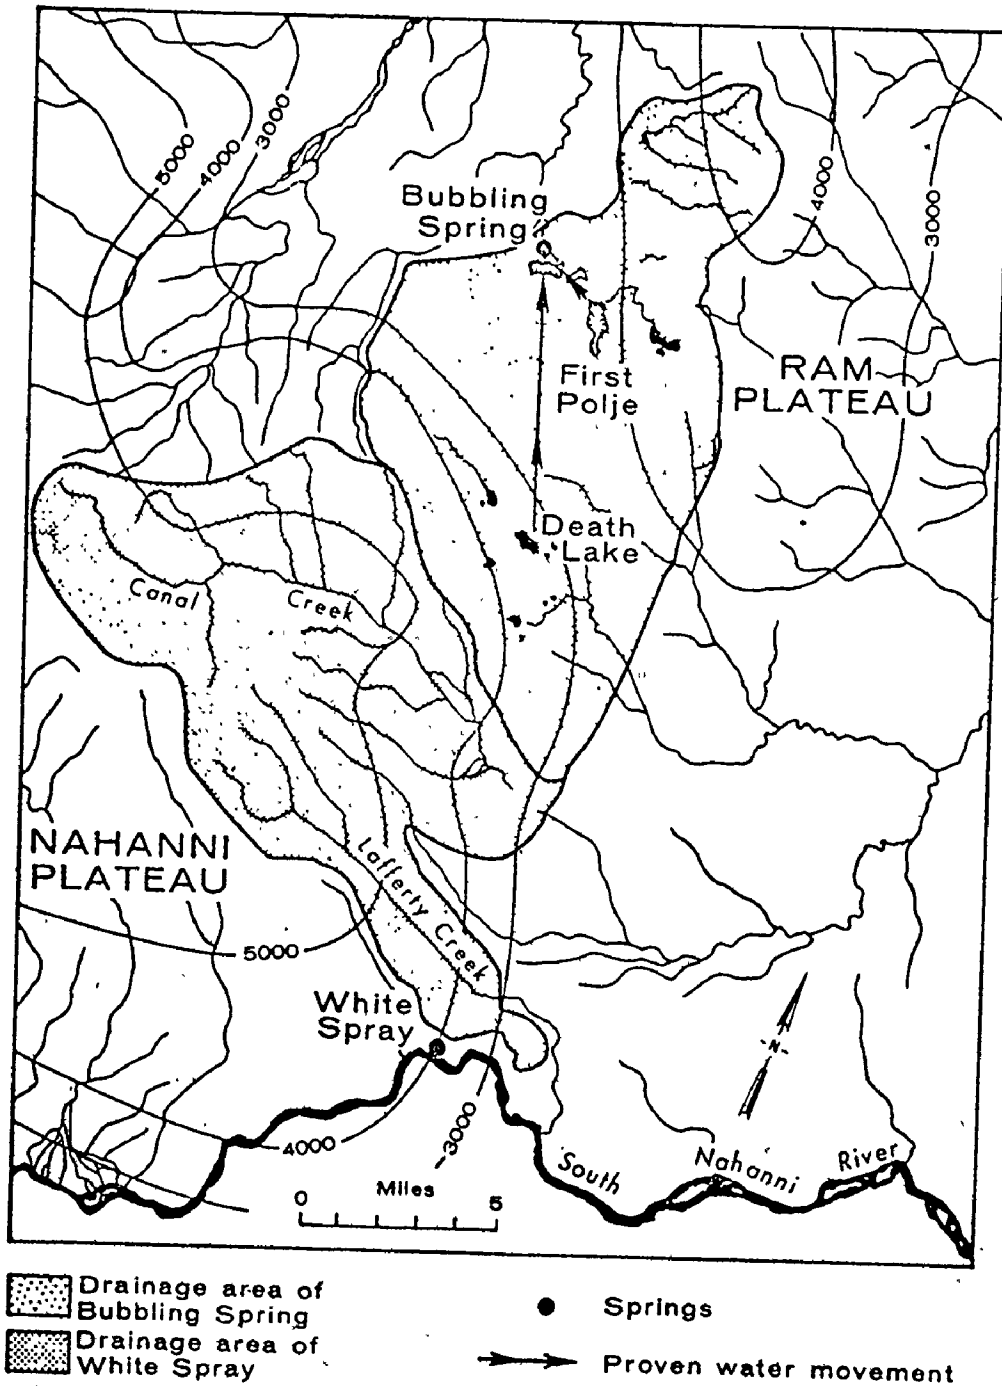 5000
4000
3000
4000
3000
Bubbling
Spring
First
Polje
RAM
PLATEAU
Death
Lake
Canal Creek
NAHANNI
PLATEAU
Lafferty Creek
5000
White
Spray
-N-
4000
3000
South Nahanni River
0 Miles 5
Drainage area of
Bubbling Spring
Drainage area of
White Spray
Springs
Proven water movement